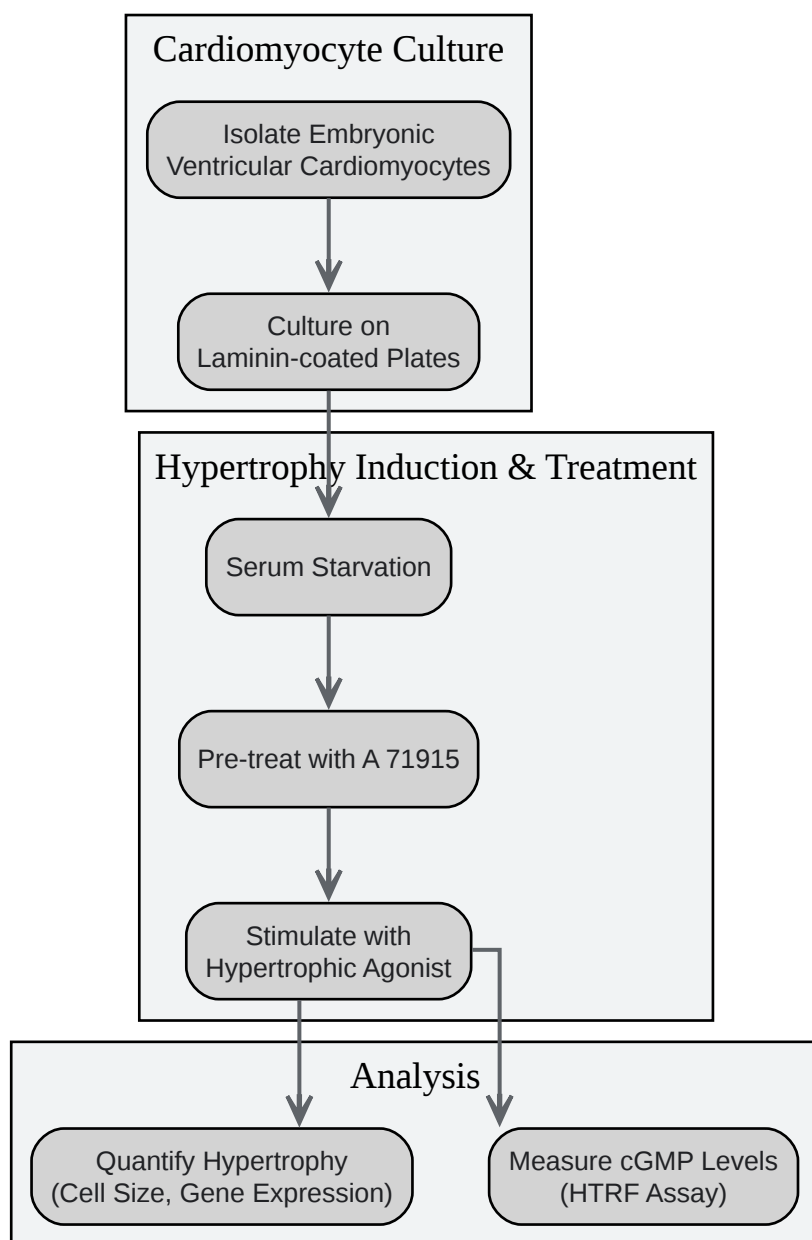 Cardiomyocyte Culture
Isolate Embryonic
Ventricular Cardiomyocytes
Culture on
Laminin-coated Plates
Hypertrophy Induction & Treatment
Serum Starvation
Pre-treat with A 71915
Stimulate with
Hypertrophic Agonist
Analysis
Quantify Hypertrophy
(Cell Size, Gene Expression)
Measure cGMP Levels
(HTRF Assay)